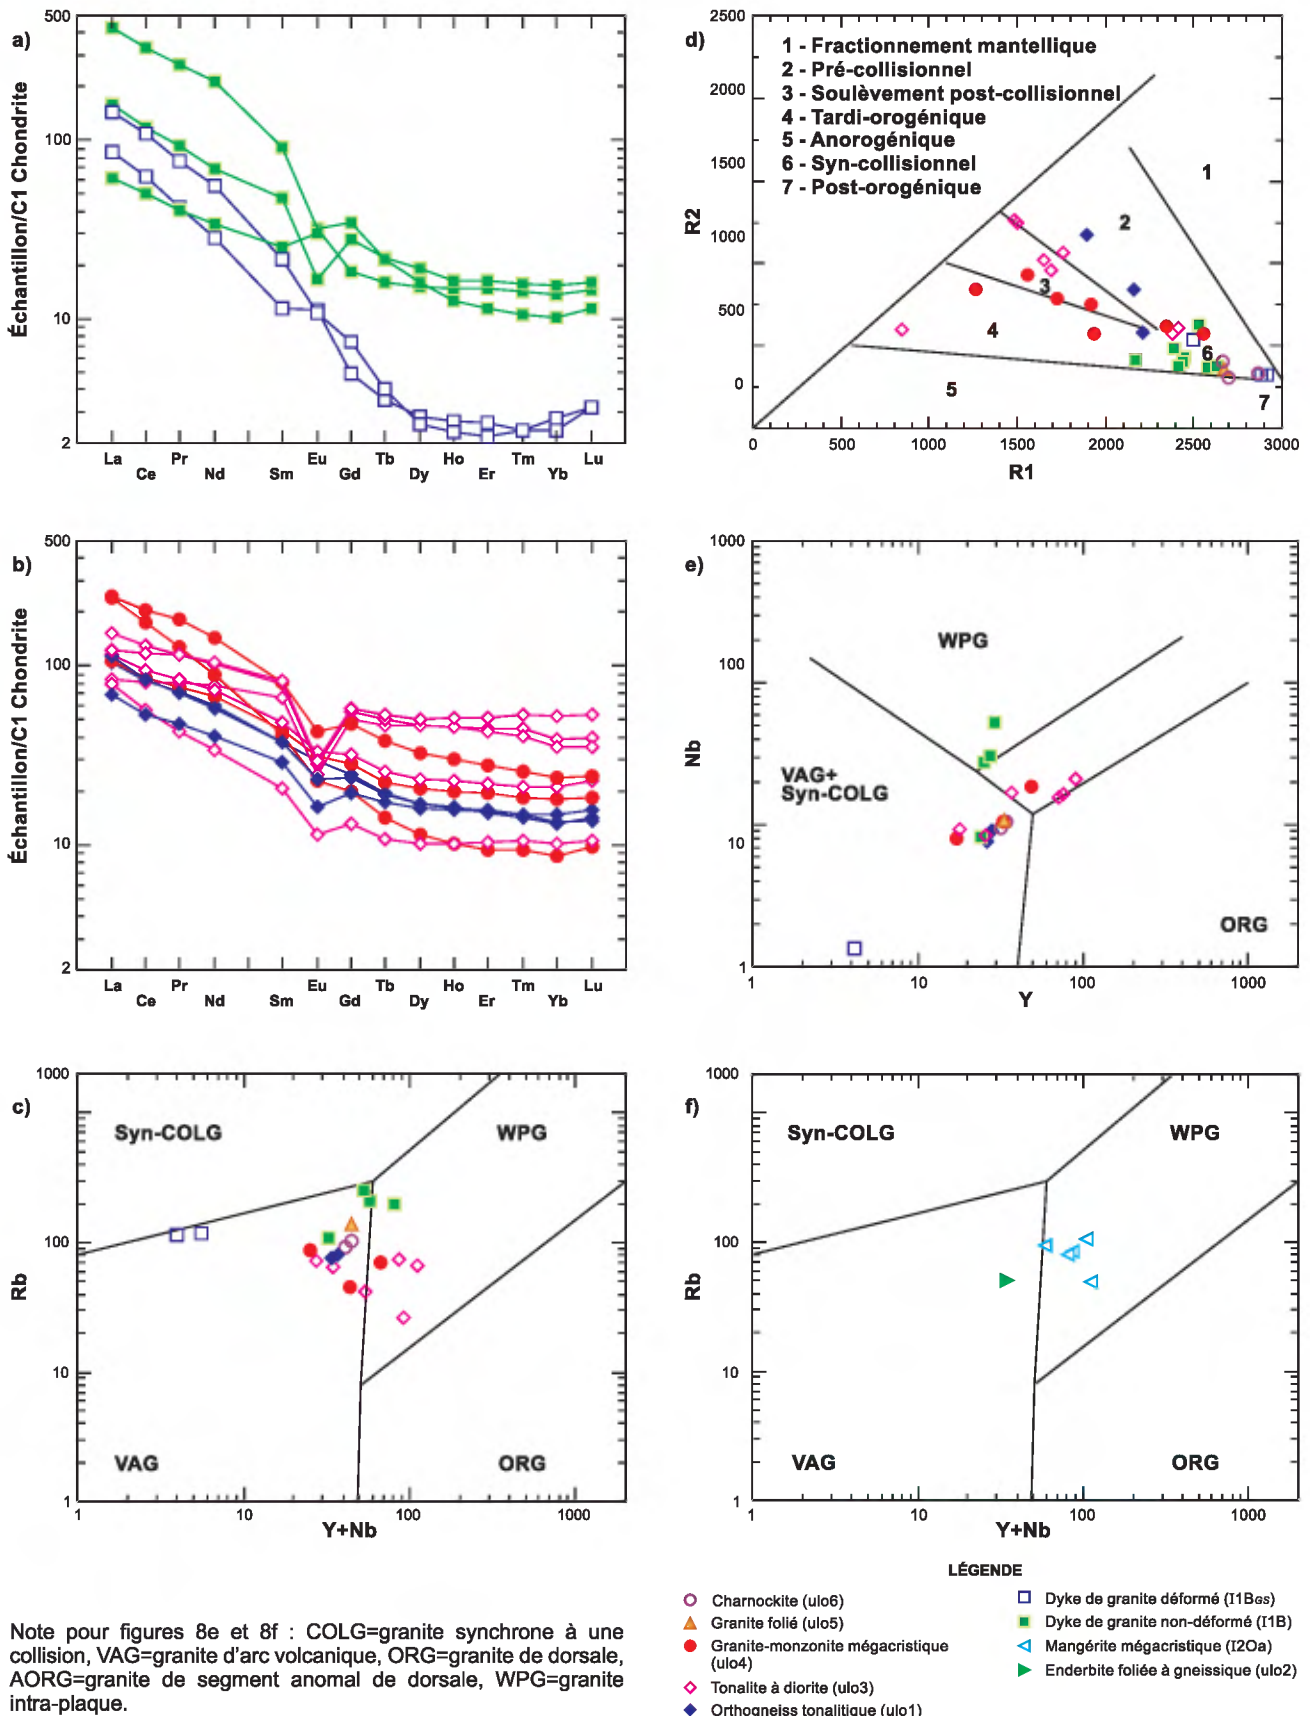 a)
Échantillon/C1 Chondrite
500
100
10
2
La Ce Pr Nd Sm Eu Gd Tb Dy Ho Er Tm Yb Lu
d)
R2
2500
2000
1500
1000
500
0
1 - Fractionnement mantellique
2 - Pré-collisionnel
3 - Soulèvement post-collisionnel
4 - Tardi-orogénique
5 - Anorogénique
6 - Syn-collisionnel
7 - Post-orogénique
1
2
3
4
5
6
7
0 500 1000 1500 2000 2500 3000
R1
b)
Échantillon/C1 Chondrite
500
100
10
2
La Ce Pr Nd Sm Eu Gd Tb Dy Ho Er Tm Yb Lu
e)
Nb
1000
100
10
1
WPG
VAG+
Syn-COLG
ORG
1 10 100 1000
Y
c)
Rb
1000
100
10
1
Syn-COLG
WPG
VAG
ORG
1 10 100 1000
Y+Nb
f)
Rb
1000
100
10
1
Syn-COLG
WPG
VAG
ORG
1 10 100 1000
Y+Nb
Note pour figures 8e et 8f : COLG=granite synchrone à une
collision, VAG=granite d'arc volcanique, ORG=granite de dorsale,
AORG=granite de segment anomal de dorsale, WPG=granite
intra-plaque.
LÉGENDE
Charnockite (ulo6)
Granite folié (ulo5)
Granite-monzonite mégacristique
(ulo4)
Tonalite à diorite (ulo3)
Orthogneiss tonalitique (ulo1)
Dyke de granite déformé (I1BGS)
Dyke de granite non-déformé (I1B)
Mangérite mégacristique (I2Oa)
Enderbite foliée à gneissique (ulo2)